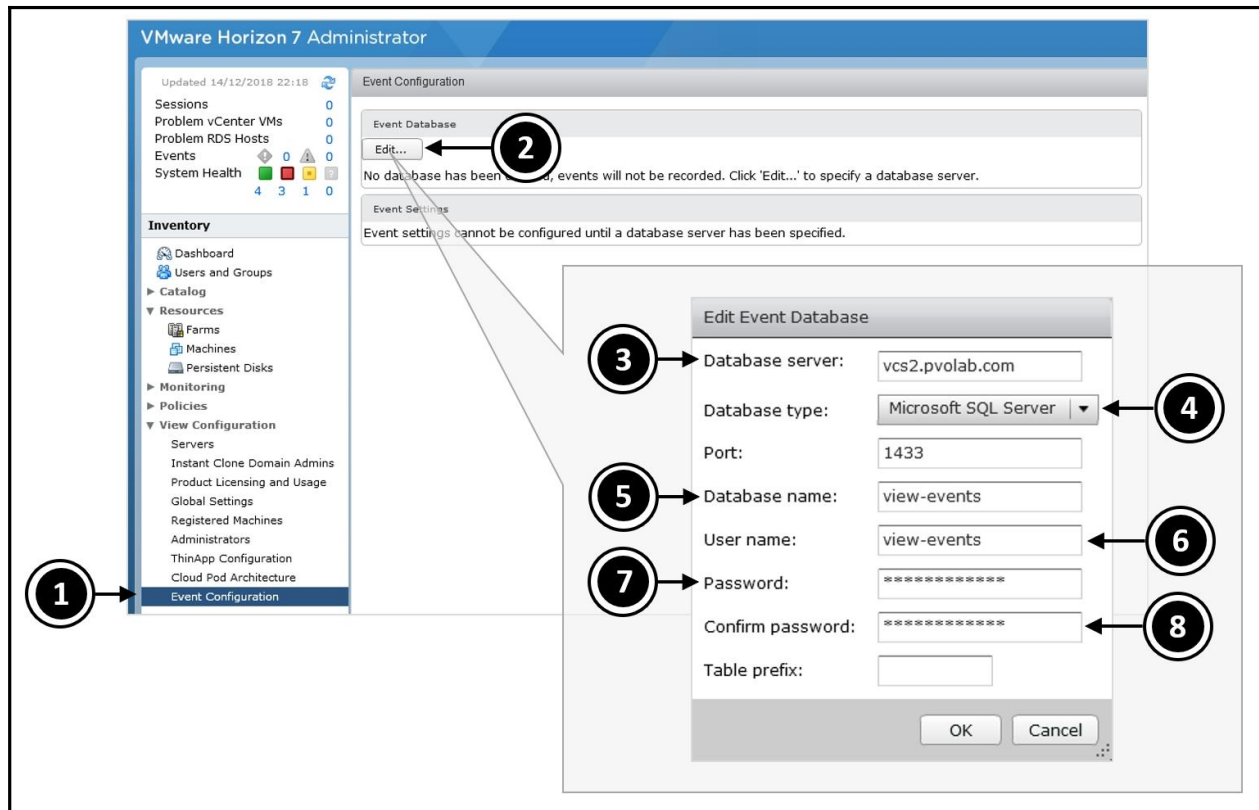 VMware Horizon 7 Administrator
Updated 14/12/2018 22:18
Sessions 0
Problem vCenter VMs 0
Problem RDS Hosts 0
Events 0 0
System Health
4 3 1 0
Inventory
Dashboard
Users and Groups
Catalog
Resources
Farms
Machines
Persistent Disks
Monitoring
Policies
View Configuration
Servers
Instant Clone Domain Admins
Product Licensing and Usage
Global Settings
Registered Machines
Administrators
ThinApp Configuration
Cloud Pod Architecture
1
Event Configuration
Event Configuration
Event Database
Edit...
2
No database has been d, events will not be recorded. Click 'Edit...' to specify a database server.
Event Settings
Event settings cannot be configured until a database server has been specified.
Edit Event Database
3 Database server: vcs2.pvolab.com
Database type: Microsoft SQL Server 4
Port: 1433
5 Database name: view-events
User name: view-events 6
7 Password: ************
Confirm password: ************ 8
Table prefix:
OK Cancel